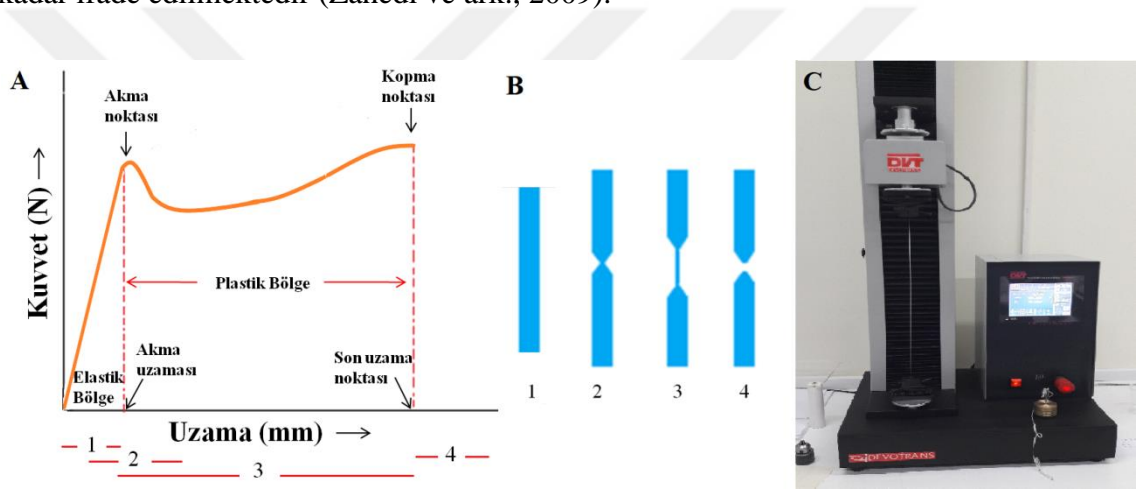 kadar ifade edilmektedir (Zahedi ve ark., 2009).
A
Akma
noktası
Kopma
noktası
Kuvvet (N) →
Plastik Bölge
Elastik
Bölge
Akma
uzaması
Son uzama
noktası
Uzama (mm) →
1
2
3
4
B
1
2
3
4
C
DVT
DVT
DEVOTRANS